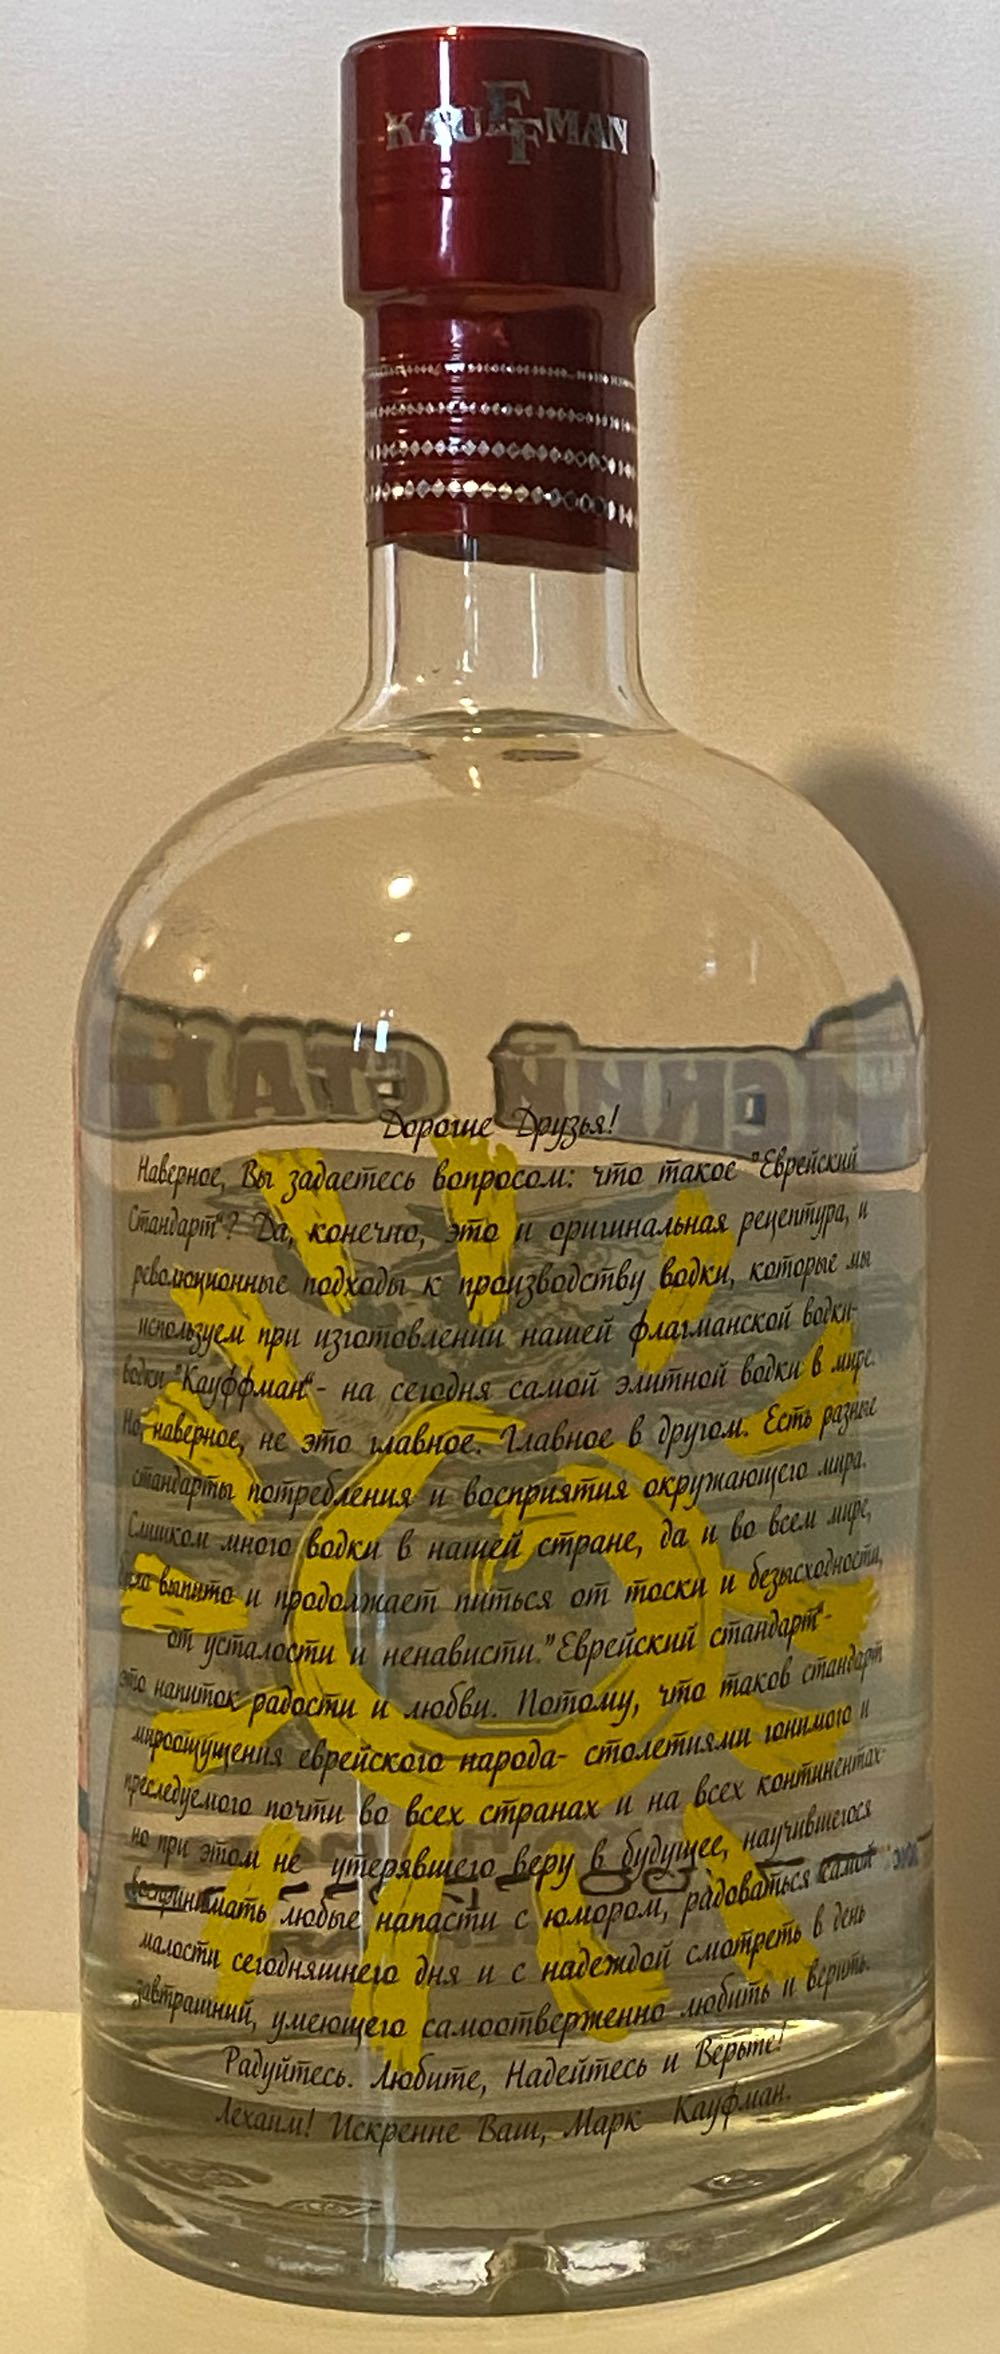 KAUFFMAN
Дорогие Друзья!
Наверное, Вы задаетесь вопросом: что такое "Еврейский
Стандарт"? Да, конечно, это и оригинальная рецептура, и
революционные подходы к производству водки, которые мы
используем при изготовлении нашей флагманской водки-
водки "Кауффман"- на сегодня самой элитной водки в мире.
Но, наверное, не это главное. Главное в другом. Есть разные
стандарты потребления и восприятия окружающего мира.
Слишком много водки в нашей стране, да и во всем мире,
было выпито и продолжает питься от тоски и безысходности,
от усталости и ненависти."Еврейский стандарт"-
это напиток радости и любви. Потому, что таков стандарт
мироощущения еврейского народа- столетиями гонимого и
преследуемого почти во всех странах и на всех континентах-
но при этом не утерявшего веру в будущее, научившегося
воспринимать любые напасти с юмором, радоваться самой
малости сегодняшнего дня и с надеждой смотреть в день
завтрашний, умеющего самоотверженно любить и верить.
Радуйтесь. Любите, Надейтесь и Верьте!
Лехаим! Искренне Ваш, Марк Кауфман.